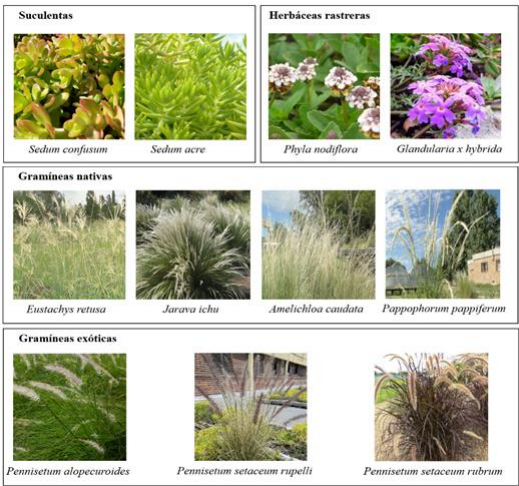 Suculentas
Herbáceas rastreras
Sedum confusum
Sedum acre
Phyla nodiflora
Glandularia x hybrida
Gramíneas nativas
Eustachys retusa
Jarava ichu
Amelichloa caudata
Pappophorum pappiferum
Gramíneas exóticas
Pennisetum alopecuroides
Pennisetum setaceum rupelli
Pennisetum setaceum rubrum